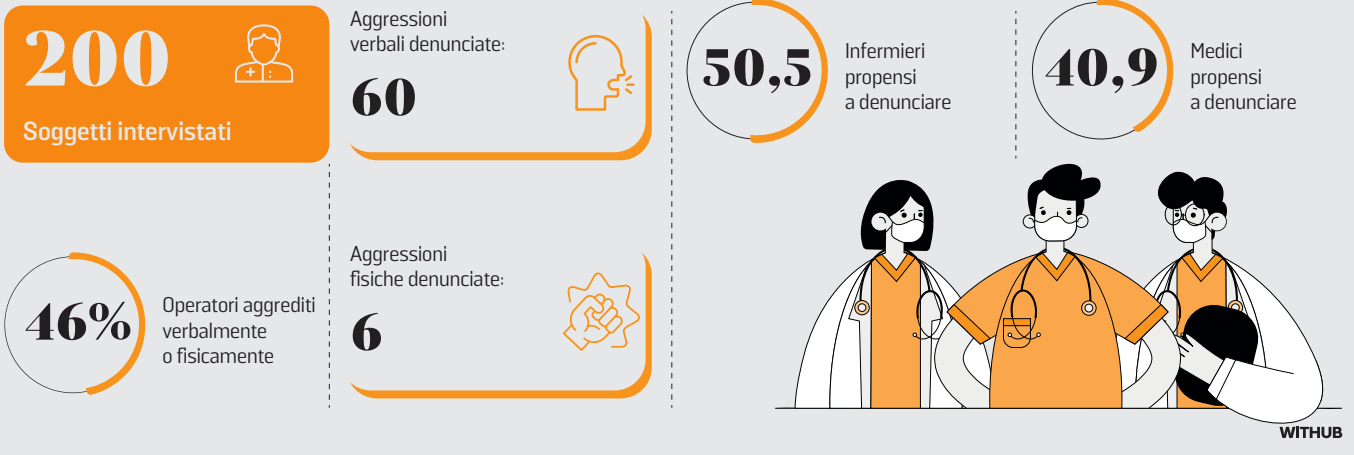 200
Soggetti intervistati
46%
Operatori aggrediti
verbalmente
o fisicamente
Aggressioni
verbali denunciate:
60
Aggressioni
fisiche denunciate:
6
50,5
Infermieri
propensi
a denunciare
40,9
Medici
propensi
a denunciare
WITHUB